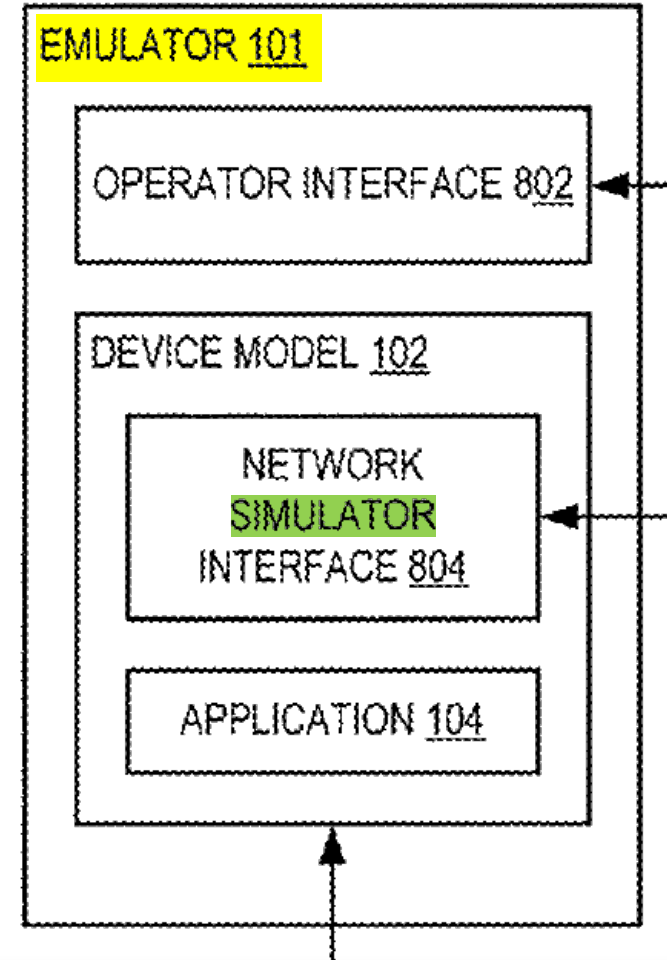 EMULATOR 101
OPERATOR INTERFACE 802
DEVICE MODEL 102
NETWORK
SIMULATOR
INTERFACE 804
APPLICATION 104